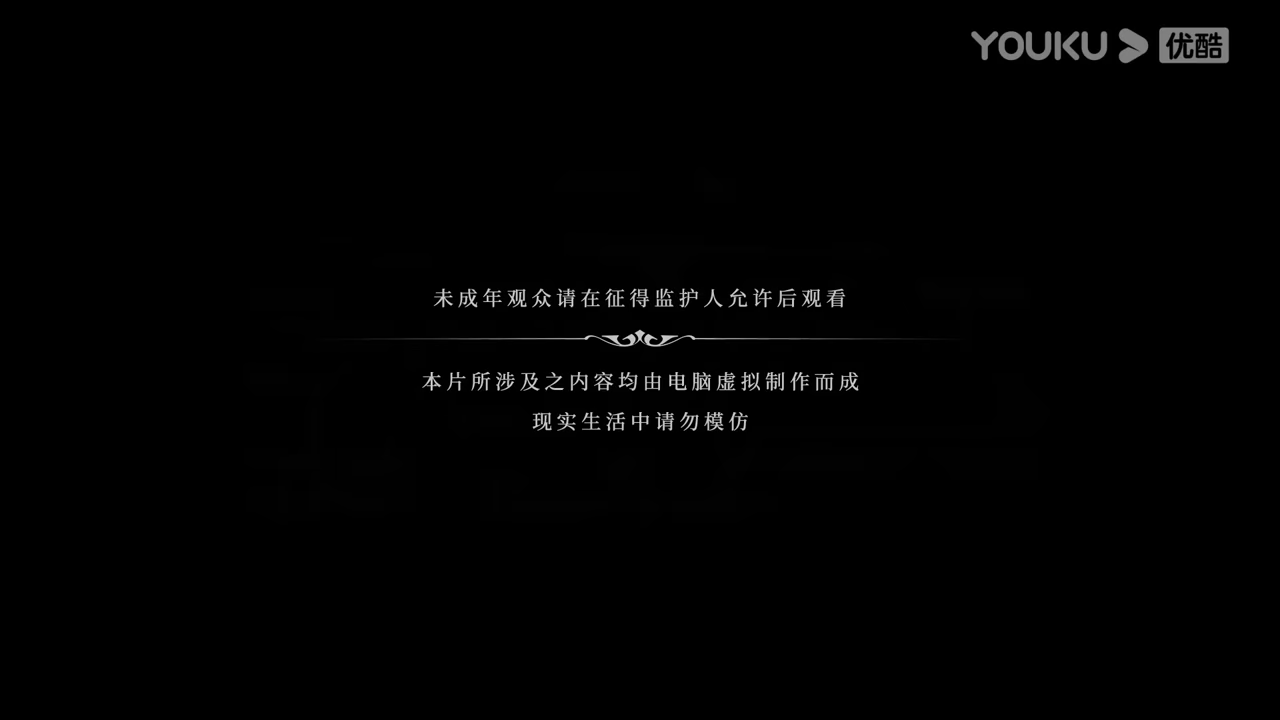 YOUKU 优酷
未成年观众请在征得监护人允许后观看
本片所涉及之内容均由电脑虚拟制作而成
现实生活中请勿模仿